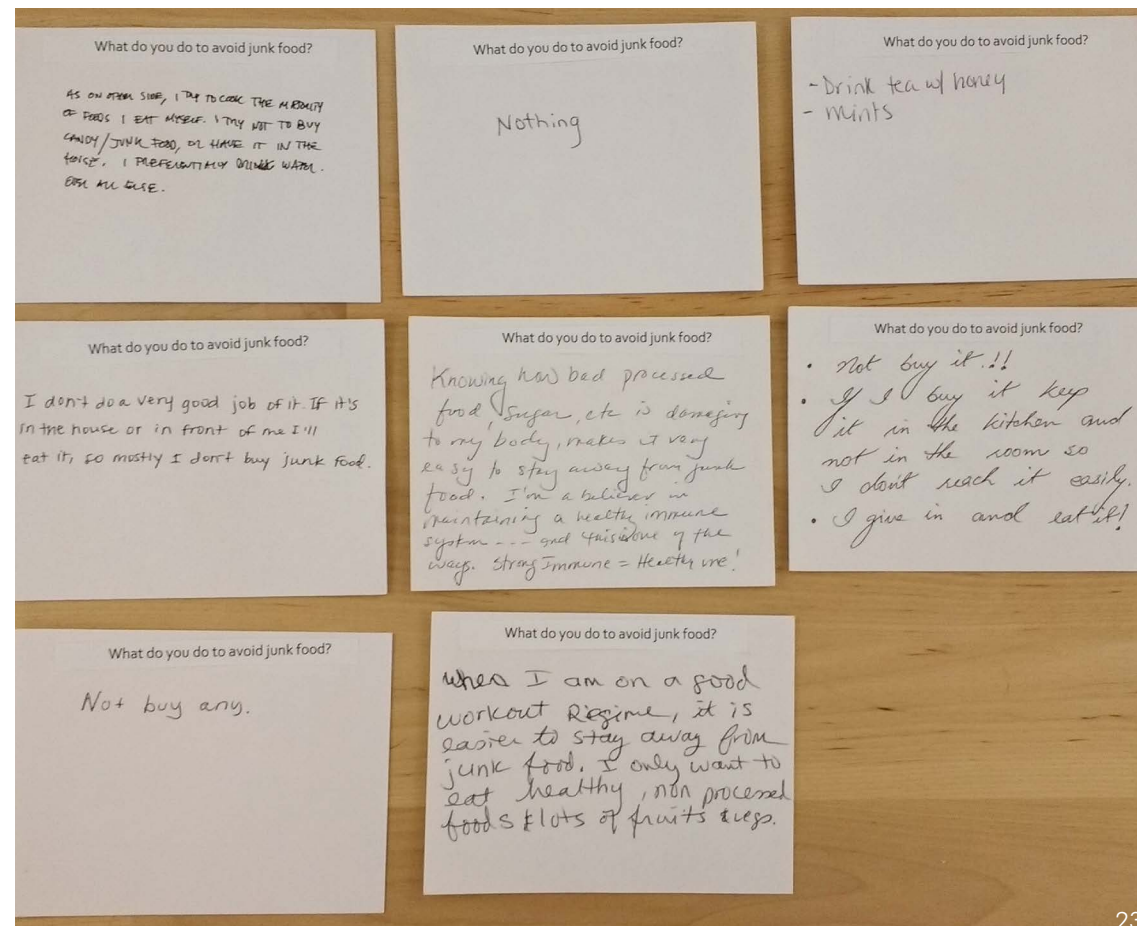 What do you do to avoid junk food?
AS ON OTHER SIDE, I TRY TO COOK THE MAJORITY
OF FOODS I EAT MYSELF. I TRY NOT TO BUY
CANDY/JUNK FOOD, OR HAVE IT IN THE
HOUSE. I PREFERENTIALLY DRINK WATER
OVER ALL ELSE.
What do you do to avoid junk food?
Nothing
What do you do to avoid junk food?
- Drink tea w/ honey
- Mints
What do you do to avoid junk food?
I don't do a very good job of it. If it's
in the house or in front of me I'll
eat it, so mostly I don't buy junk food.
What do you do to avoid junk food?
Knowing how bad processed
food, sugar, etc is damaging
to my body, makes it very
easy to stay away from junk
food. I'm a believer in
maintaining a healthy immune
system --- and this is one of the
ways. Strong Immune = Healthy me!
What do you do to avoid junk food?
• Not buy it.!!
• If I buy it keep
it in the kitchen and
not in the room so
I don't reach it easily.
• I give in and eat it!
What do you do to avoid junk food?
Not buy any.
What do you do to avoid junk food?
When I am on a good
workout Regime, it is
easier to stay away from
junk food. I only want to
eat healthy, non processed
foods & lots of fruits & vegs.
23